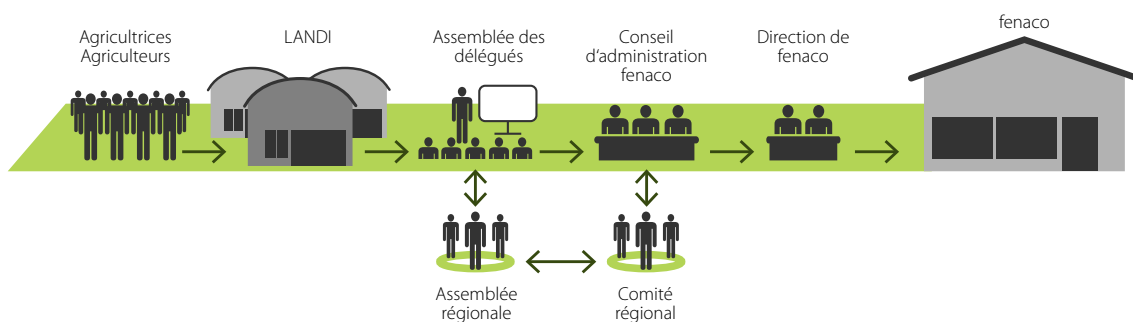 Agricultrices
Agriculteurs
LANDI
Assemblée des
délégués
Conseil
d’administration
fenaco
Direction de
fenaco
fenaco
Assemblée
régionale
Comité
régional